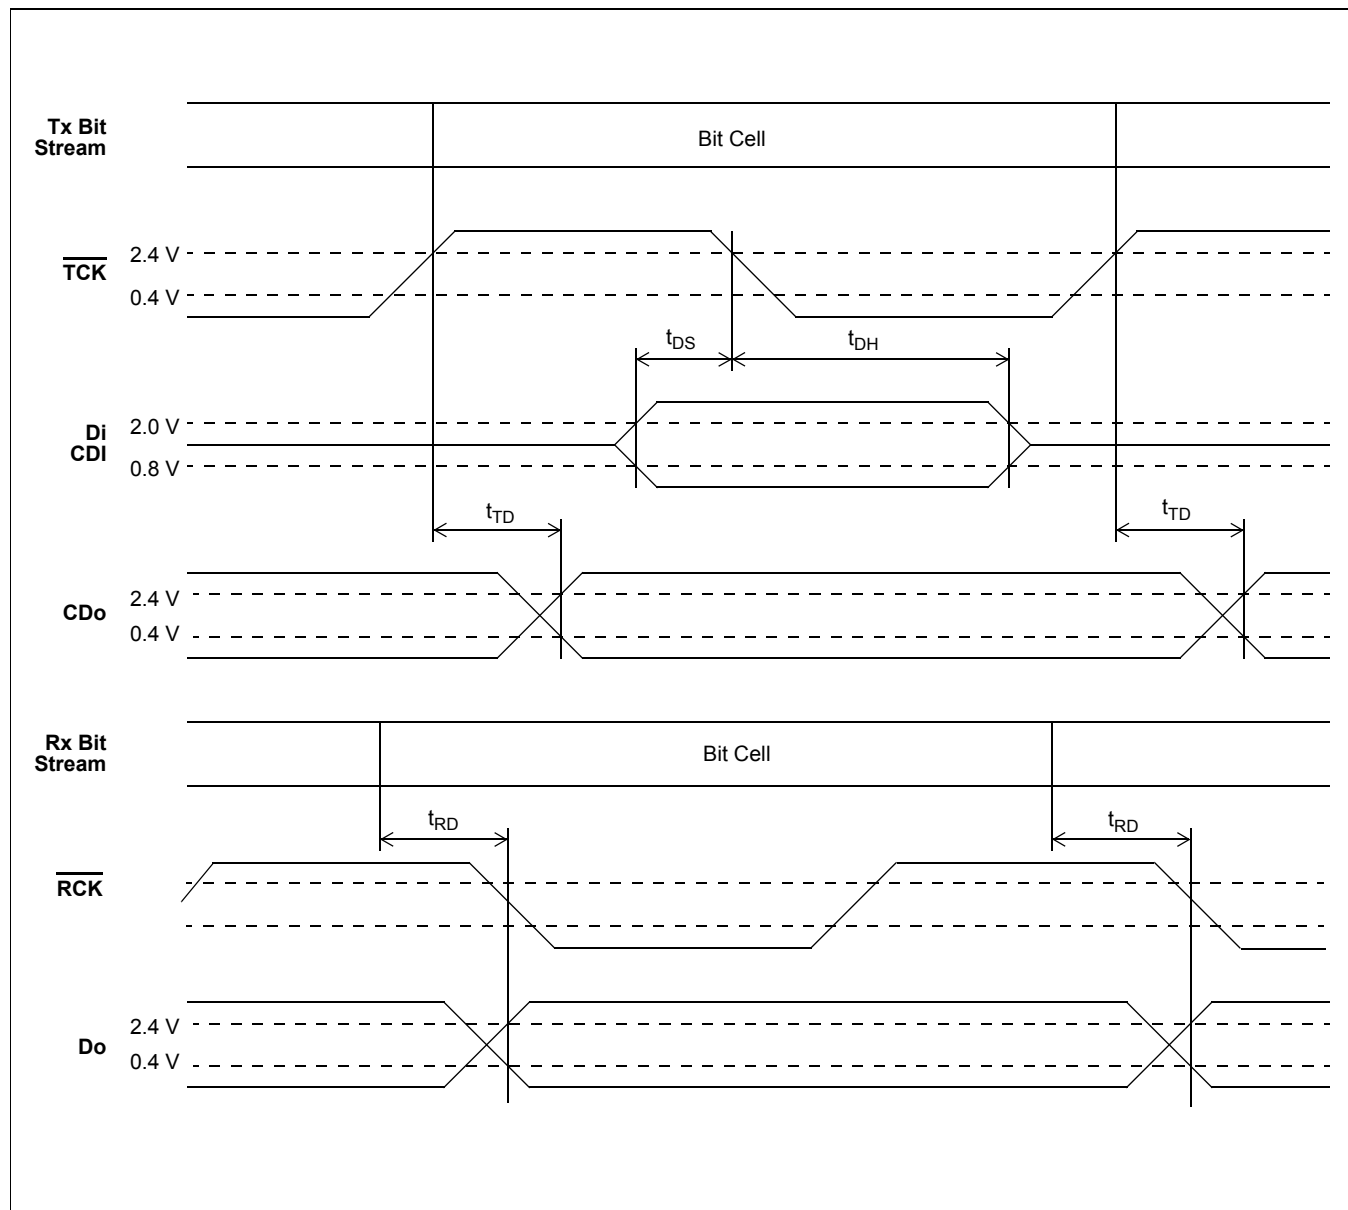 Tx Bit
Stream
Bit Cell
TCK
2.4 V
0.4 V
tDS
tDH
Di
CDI
2.0 V
0.8 V
tTD
tTD
CDo
2.4 V
0.4 V
Rx Bit
Stream
Bit Cell
tRD
tRD
RCK
Do
2.4 V
0.4 V